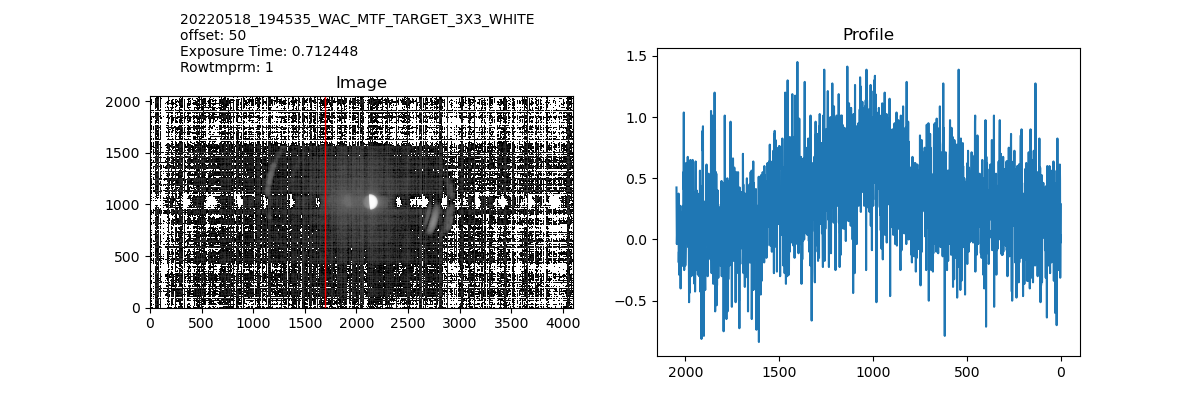 20220518_194535_WAC_MTF_TARGET_3X3_WHITE
offset: 50
Exposure Time: 0.712448
Rowtmprm: 1
Image
2000
1500
1000
500
0
0 500 1000 1500 2000 2500 3000 3500 4000
Profile
1.5
1.0
0.5
0.0
−0.5
2000 1500 1000 500 0